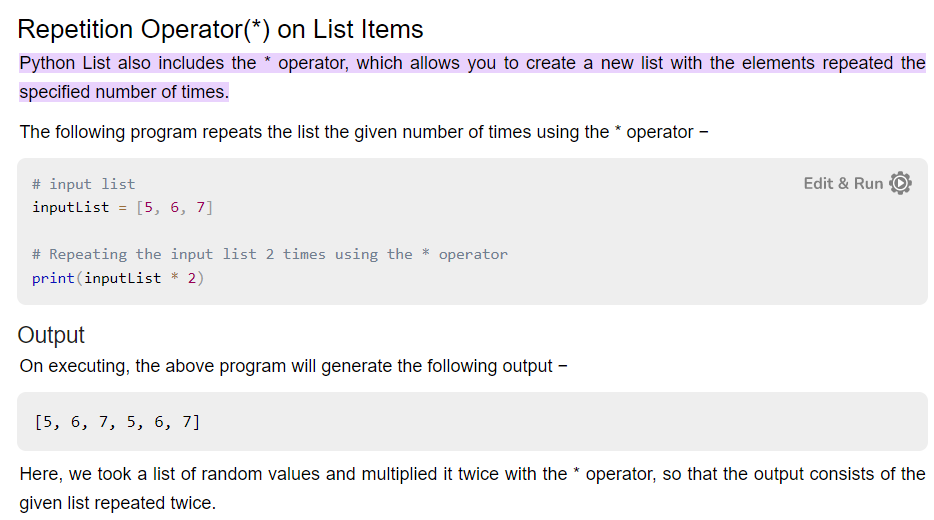 Repetition Operator(*) on List Items
Python List also includes the * operator, which allows you to create a new list with the elements repeated the
specified number of times.
The following program repeats the list the given number of times using the * operator −
Edit & Run
# input list
inputList = [5, 6, 7]
# Repeating the input list 2 times using the * operator
print(inputList * 2)
Output
On executing, the above program will generate the following output −
[5, 6, 7, 5, 6, 7]
Here, we took a list of random values and multiplied it twice with the * operator, so that the output consists of the
given list repeated twice.